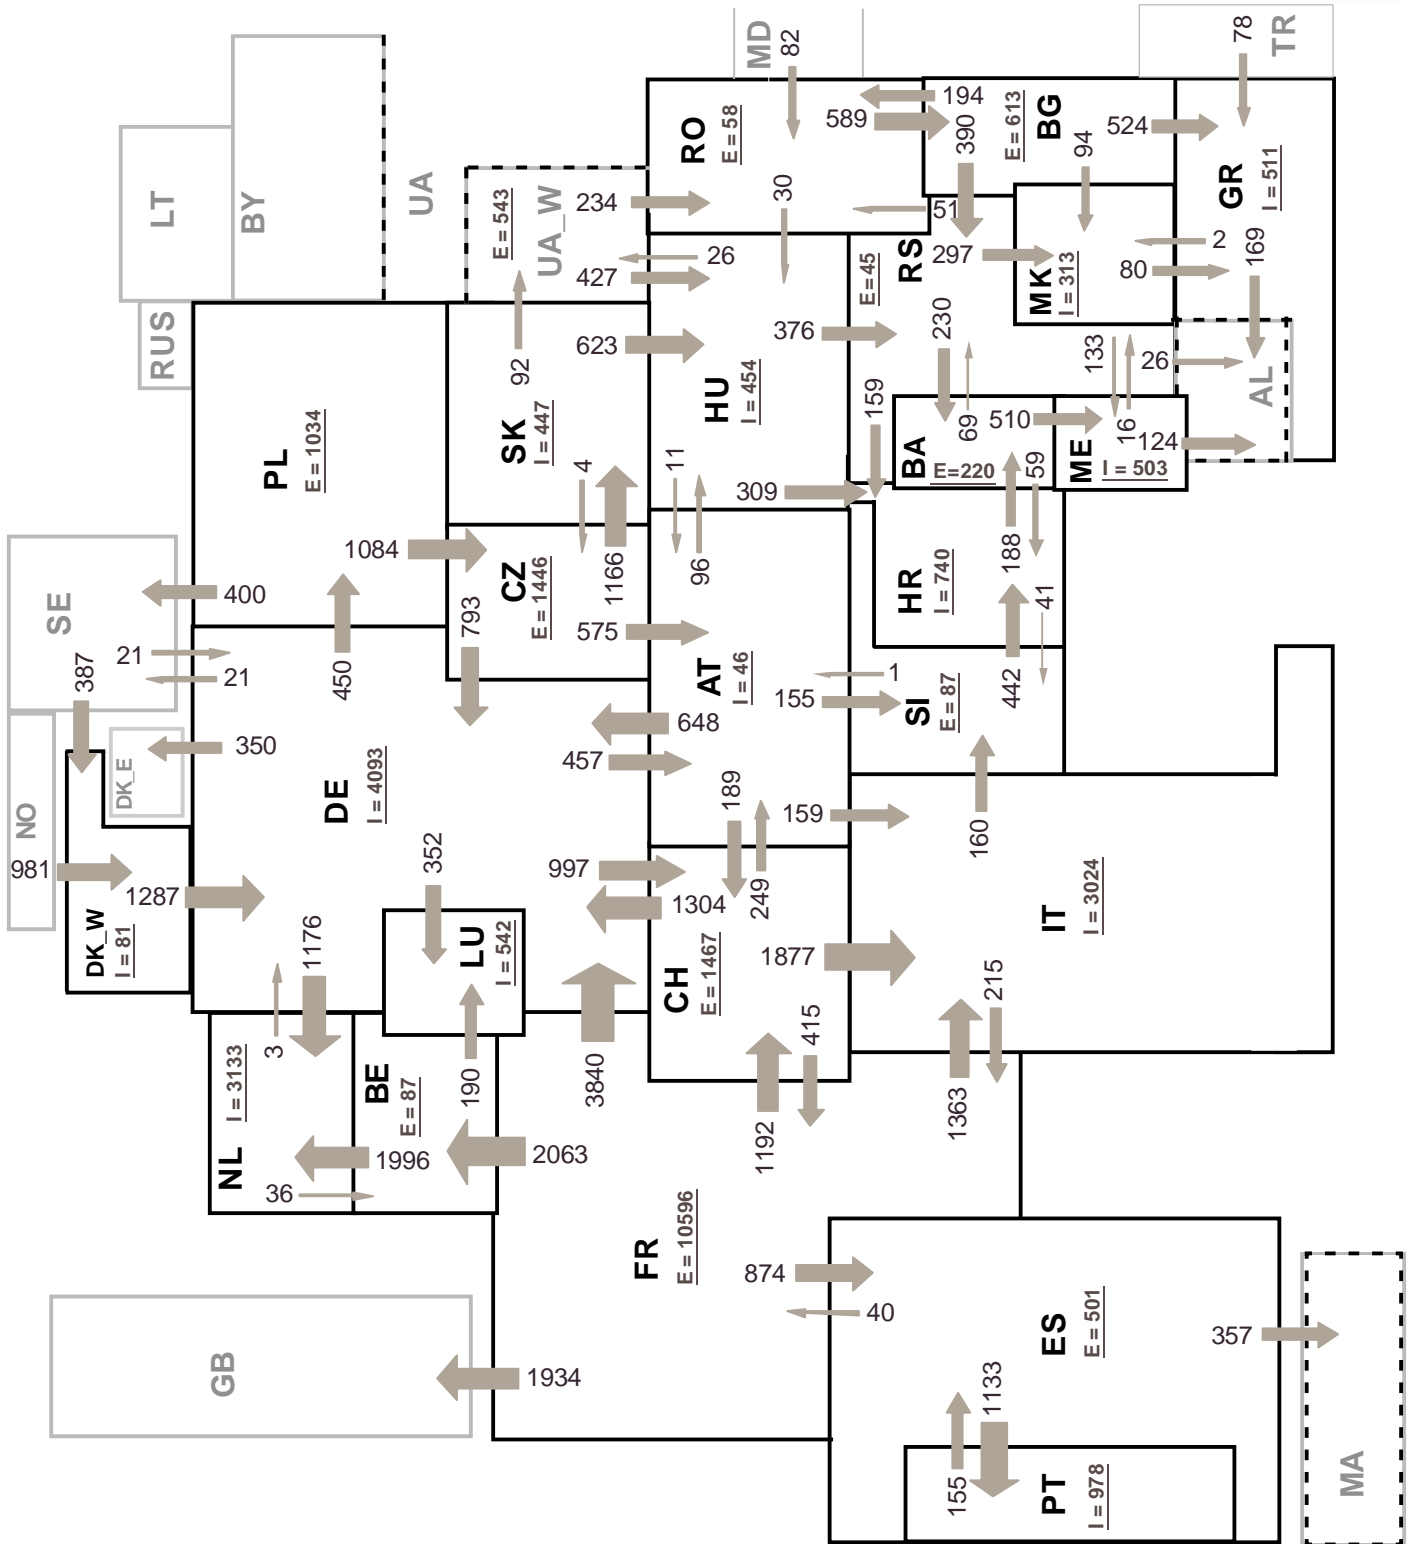 MD
82
78
TR
LT
BY
UA
RO
E = 58
589
194
390
BG
E = 613
94
524
GR
I = 511
E = 543
UA_W
234
30
51
RS
E=45
297
MK
I = 313
2
80
169
26
427
RUS
92
623
376
230
133
26
AL
PL
E = 1034
SK
I = 447
HU
I = 454
159
69
510
16
124
BA
E=220
ME
I = 503
4
11
309
59
1084
1166
96
188
CZ
E = 1446
HR
I = 740
41
SE
400
450
793
575
442
387
21
21
AT
I = 46
1
155
SI
E = 87
648
457
350
DK_E
NO
DE
I = 4093
189
159
160
981
1287
352
997
249
1304
DK_W
I = 81
1176
LU
I = 542
CH
E = 1467
1877
IT
I = 3024
215
415
3
NL
I = 3133
BE
E = 87
190
3840
1192
1363
1996
36
2063
FR
E = 10596
874
40
ES
E = 501
357
GB
1934
1133
155
PT
I = 978
MA